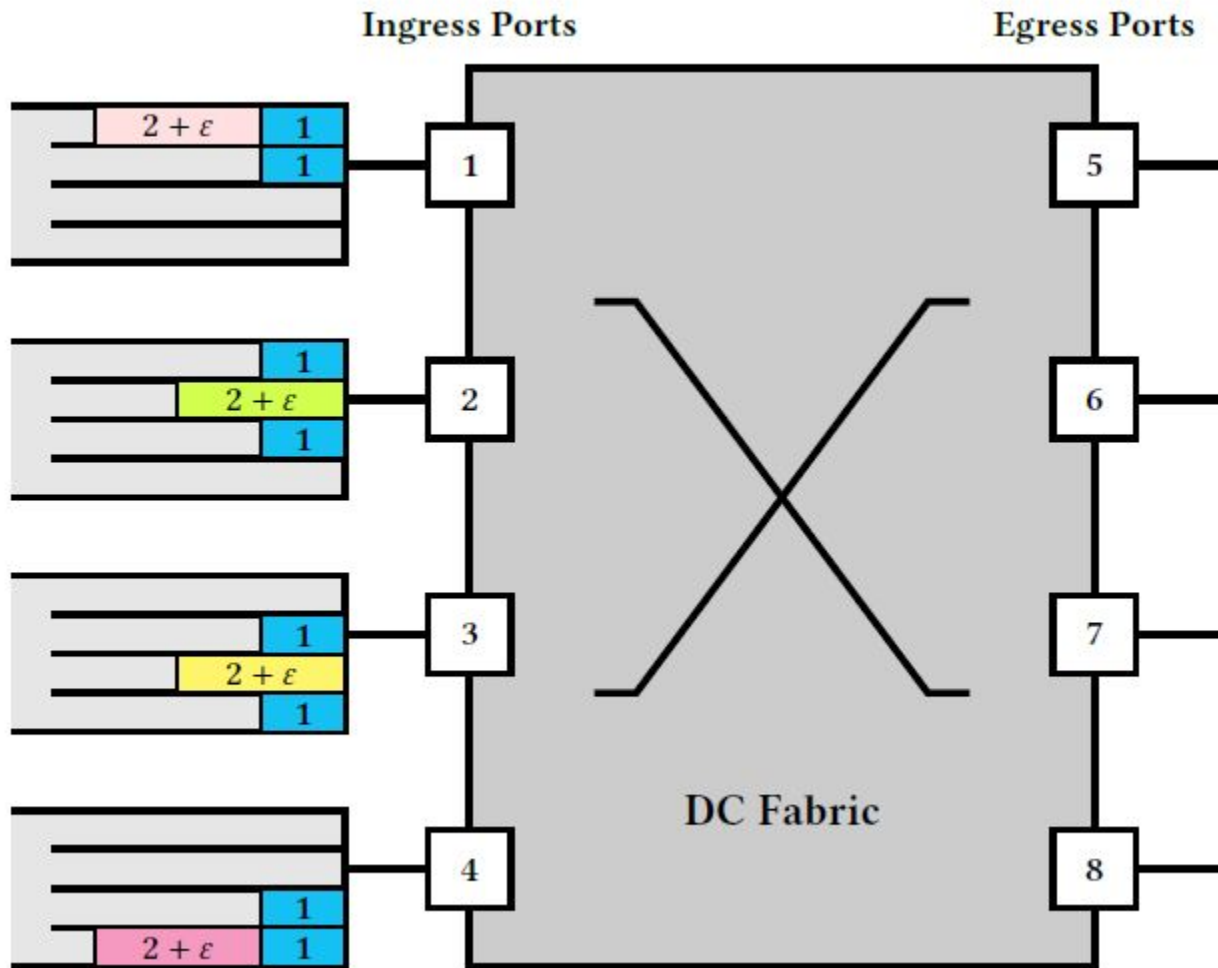 Ingress Ports Egress Ports
2 + ε 1
1
1 5
1
2 + ε
1
2 6
1
2 + ε
1
3 7
DC Fabric
1
2 + ε 1
4 8